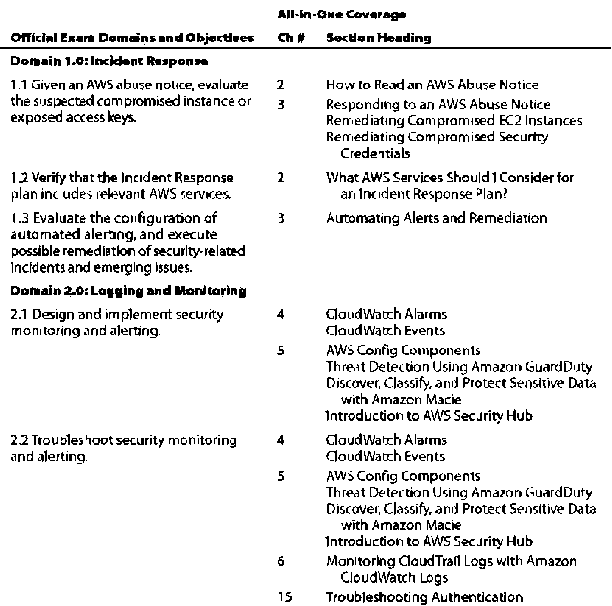 All-in-One Coverage
Official Exam Domains and Objectives Ch # Section Heading
Domain 1.0: Incident Response
1.1 Given an AWS abuse notice, evaluate 2 How to Read an AWS Abuse Notice
the suspected compromised instance or 3 Responding to an AWS Abuse Notice
exposed access keys. Remediating Compromised EC2 Instances
Remediating Compromised Security
Credentials
1.2 Verify that the Incident Response 2 What AWS Services Should I Consider for
plan includes relevant AWS services. an Incident Response Plan?
1.3 Evaluate the configuration of 3 Automating Alerts and Remediation
automated alerting, and execute
possible remediation of security-related
incidents and emerging issues.
Domain 2.0: Logging and Monitoring
2.1 Design and implement security 4 CloudWatch Alarms
monitoring and alerting. CloudWatch Events
5 AWS Config Components
Threat Detection Using Amazon GuardDuty
Discover, Classify, and Protect Sensitive Data
with Amazon Macie
Introduction to AWS Security Hub
2.2 Troubleshoot security monitoring 4 CloudWatch Alarms
and alerting. CloudWatch Events
5 AWS Config Components
Threat Detection Using Amazon GuardDuty
Discover, Classify, and Protect Sensitive Data
with Amazon Macie
Introduction to AWS Security Hub
6 Monitoring CloudTrail Logs with Amazon
CloudWatch Logs
15 Troubleshooting Authentication